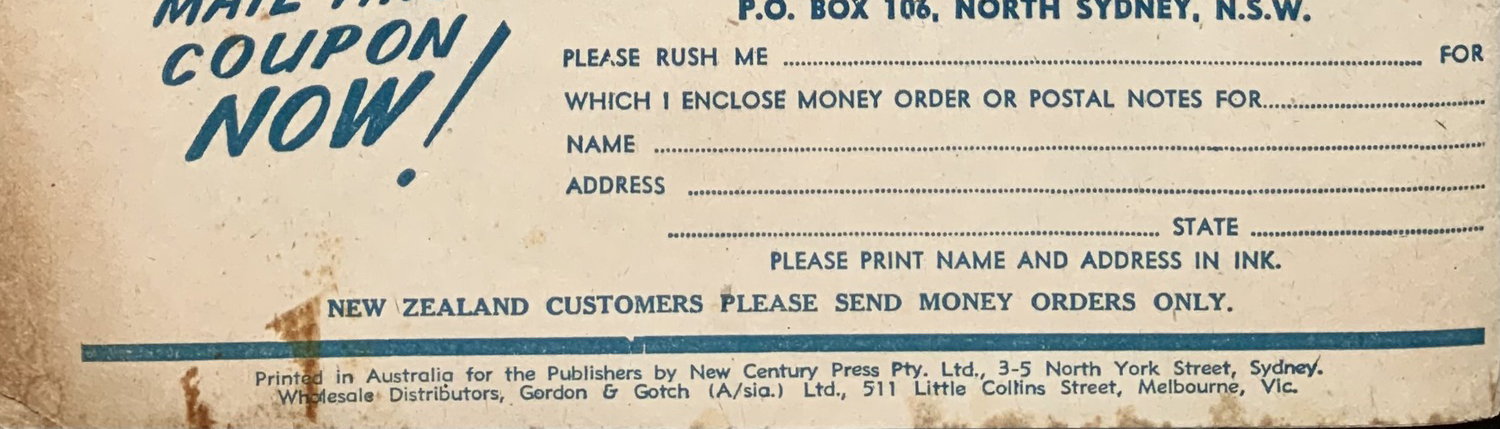 MAIL THIS
COUPON
NOW!
P.O. BOX 106, NORTH SYDNEY, N.S.W.
PLEASE RUSH ME ........................................ FOR
WHICH I ENCLOSE MONEY ORDER OR POSTAL NOTES FOR....................
NAME ........................................
ADDRESS ........................................
........................................ STATE ....................
PLEASE PRINT NAME AND ADDRESS IN INK.
NEW ZEALAND CUSTOMERS PLEASE SEND MONEY ORDERS ONLY.
Printed in Australia for the Publishers by New Century Press Pty. Ltd., 3-5 North York Street, Sydney.
Wholesale Distributors, Gordon & Gotch (A/sia.) Ltd., 511 Little Collins Street, Melbourne, Vic.